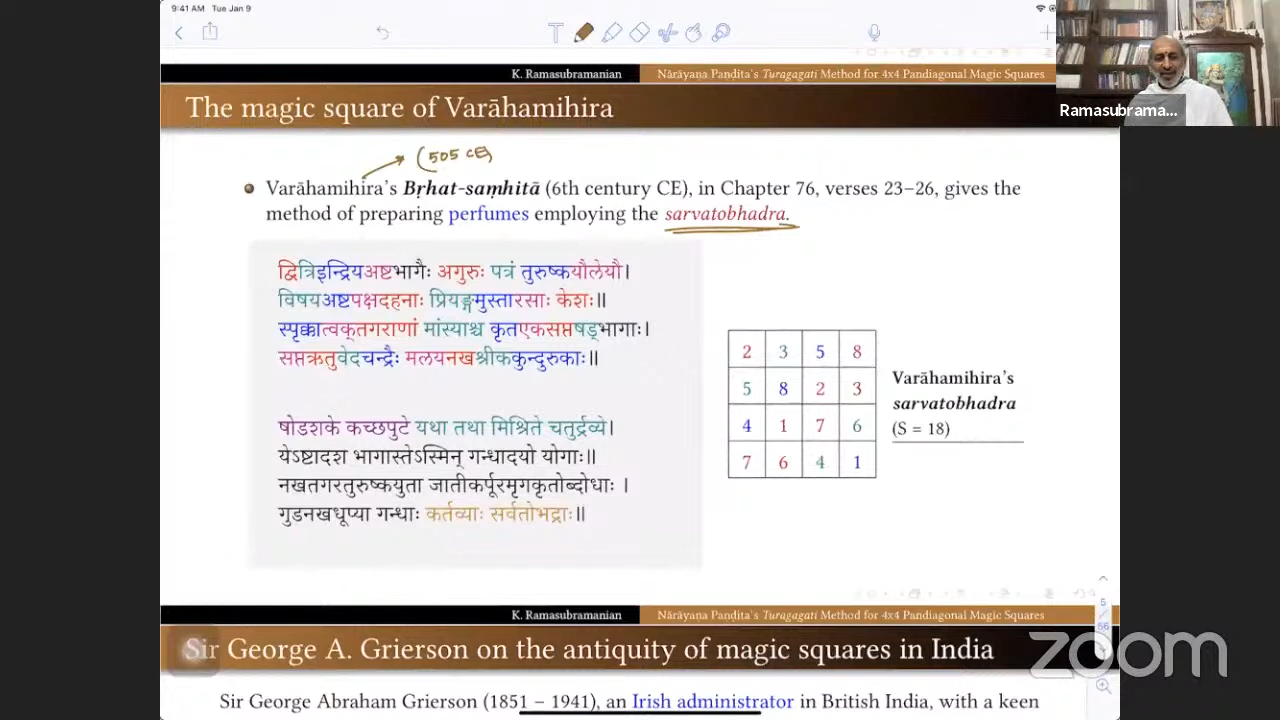 9:41 AM Tue Jan 9
K. Ramasubramanian Nārāyaṇa Paṇḍita's Turagagati Method for 4x4 Pandiagonal Magic Squares
Ramasubrama...
The magic square of Varāhamihira
(505 CE)
Varāhamihira's Bṛhat-saṃhitā (6th century CE), in Chapter 76, verses 23–26, gives the
method of preparing perfumes employing the sarvatobhadra.
द्वित्रिइन्द्रियअष्टभागैः अगुरुः पत्रं तुरुष्कयौलेयौ।
विषयअष्टपक्षदहनाः प्रियङ्गुमुस्तारसाः केशः॥
स्पृक्कात्वक्तगराणां मांस्याश्च कृतएकसप्तषड्भागाः।
सप्तऋतुवेदचन्द्रैः मलयनखश्रीककुन्दुरुकाः॥
षोडशके कच्छपुटे यथा तथा मिश्रिते चतुर्द्रव्ये।
येऽष्टादश भागास्तेऽस्मिन् गन्धादयो योगाः॥
नखतगरतुरुष्कयुता जातीकर्पूरमृगकृतोब्दोधाः ।
गुडनखधूप्या गन्धाः कर्तव्याः सर्वतोभद्राः॥
2 3 5 8
5 8 2 3
4 1 7 6
7 6 4 1
Varāhamihira's
sarvatobhadra
(S = 18)
K. Ramasubramanian Nārāyaṇa Paṇḍita's Turagagati Method for 4x4 Pandiagonal Magic Squares
Sir George A. Grierson on the antiquity of magic squares in India
Sir George Abraham Grierson (1851 – 1941), an Irish administrator in British India, with a keen
5
56
zoom